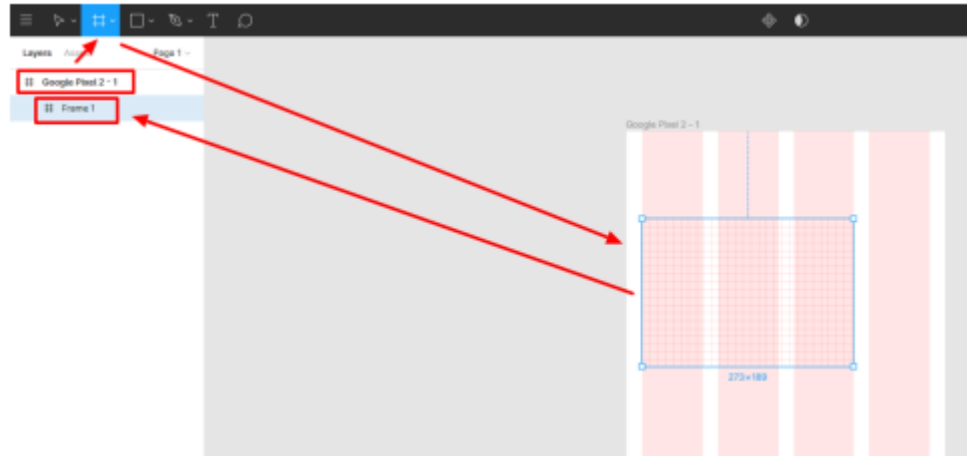 Layers
Page 1
Google Pixel 2 - 1
Frame 1
Google Pixel 2 – 1
273×189